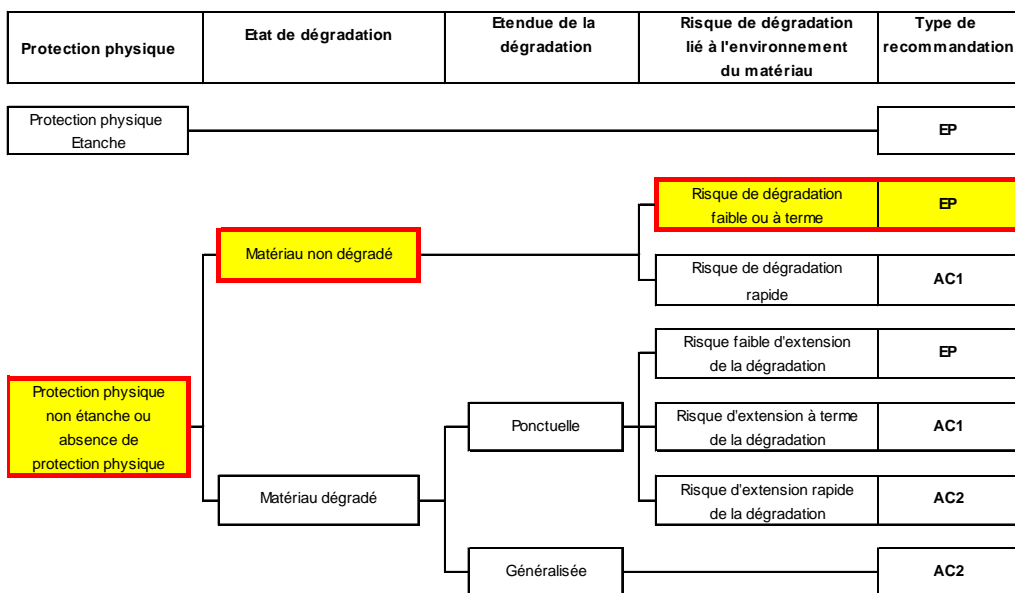 Protection physique
Etat de dégradation
Etendue de la
dégradation
Risque de dégradation
lié à l'environnement
du matériau
Type de
recommandation
Protection physique
Etanche
EP
Risque de dégradation
faible ou à terme
EP
Matériau non dégradé
Risque de dégradation
rapide
AC1
Risque faible d'extension
de la dégradation
EP
Protection physique
non étanche ou
absence de
protection physique
Ponctuelle
Risque d'extension à terme
de la dégradation
AC1
Matériau dégradé
Risque d'extension rapide
de la dégradation
AC2
Généralisée
AC2